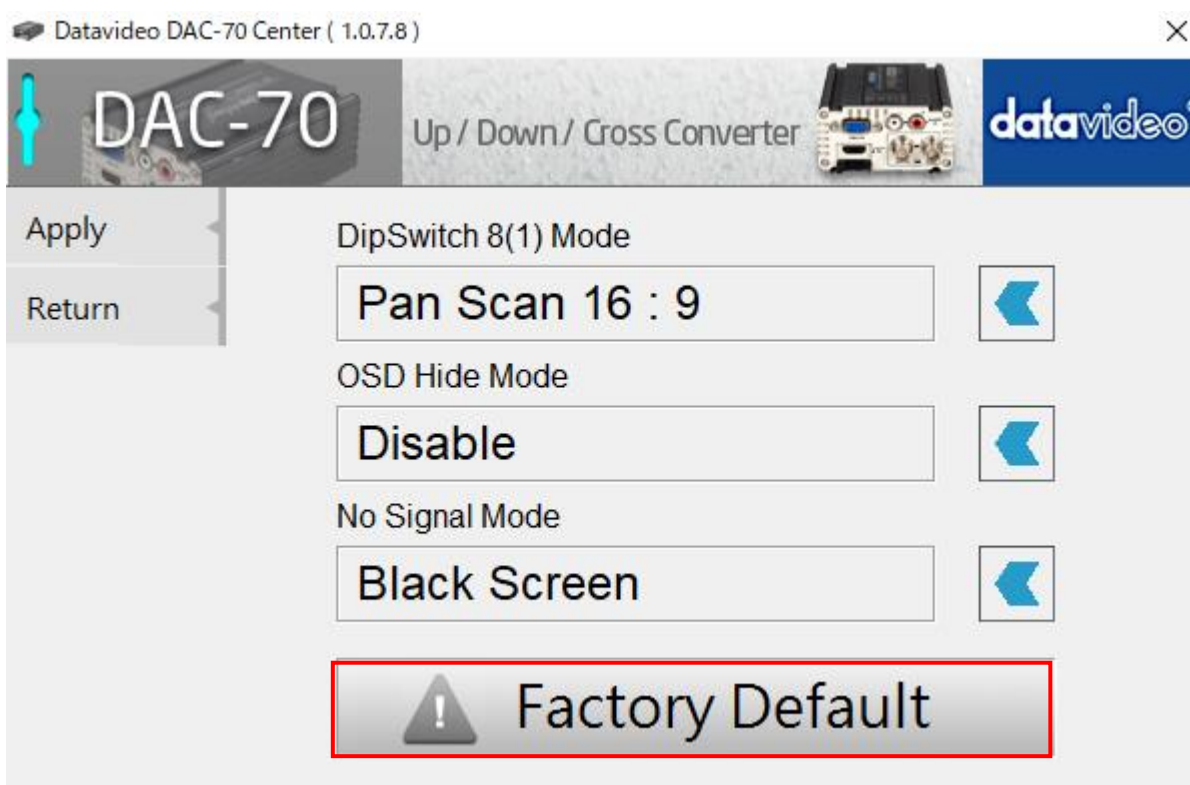 Datavideo DAC-70 Center ( 1.0.7.8 )
DAC-70
Up / Down / Cross Converter
datavideo
Apply
Return
DipSwitch 8(1) Mode
Pan Scan 16 : 9
OSD Hide Mode
Disable
No Signal Mode
Black Screen
Factory Default